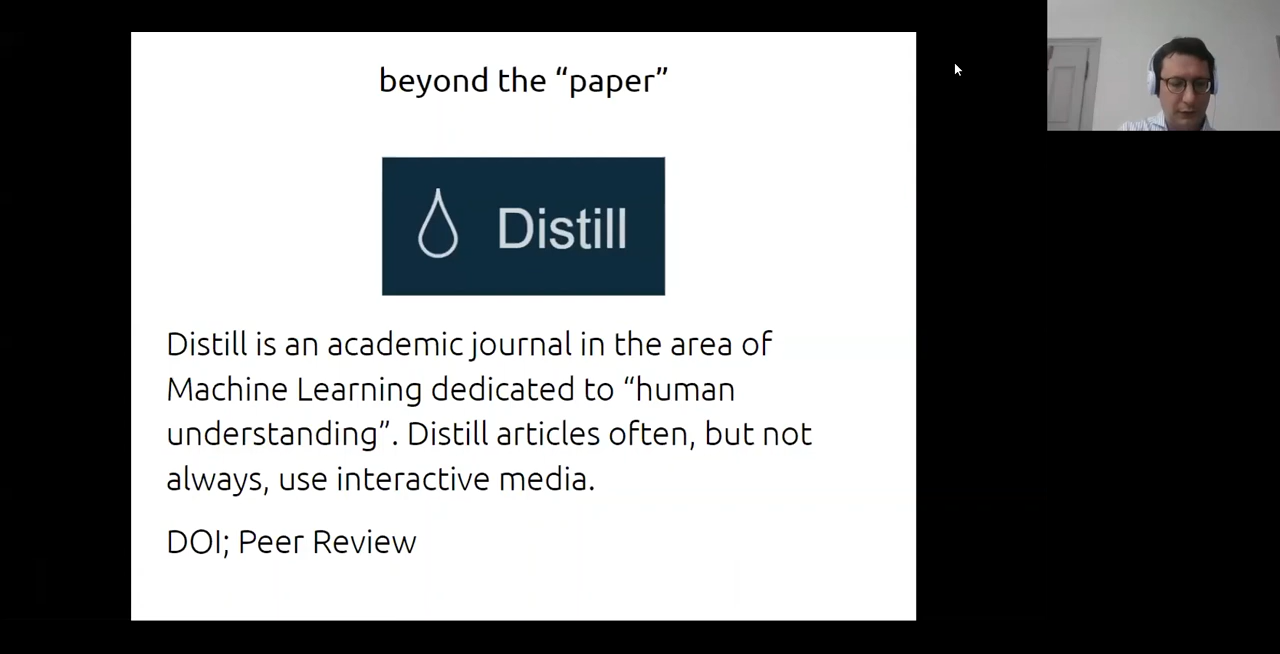 beyond the “paper”
Distill
Distill is an academic journal in the area of
Machine Learning dedicated to “human
understanding”. Distill articles often, but not
always, use interactive media.
DOI; Peer Review